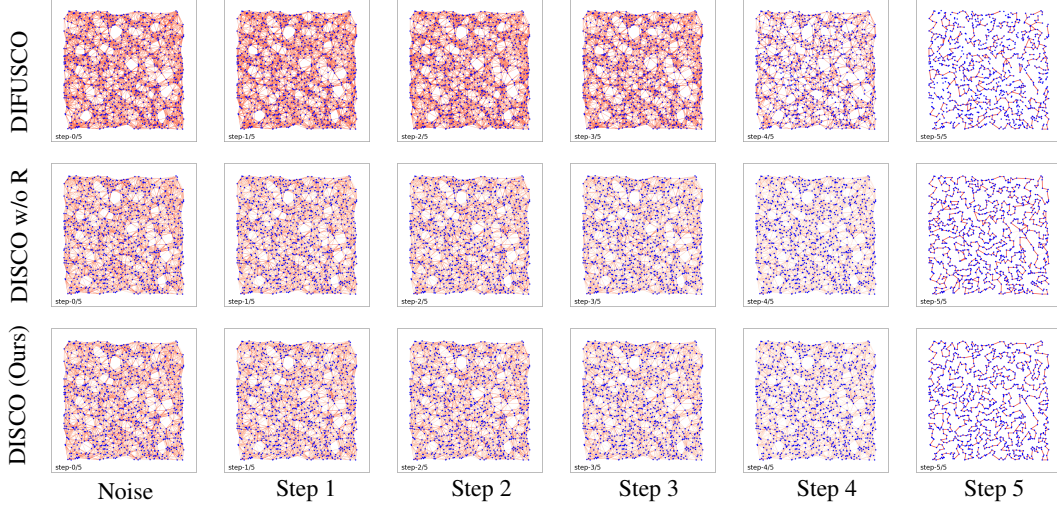 DIFUSCO
step-0/5
step-1/5
step-2/5
step-3/5
step-4/5
step-5/5
DISCO w/o R
step-0/5
step-1/5
step-2/5
step-3/5
step-4/5
step-5/5
DISCO (Ours)
step-0/5
step-1/5
step-2/5
step-3/5
step-4/5
step-5/5
Noise
Step 1
Step 2
Step 3
Step 4
Step 5